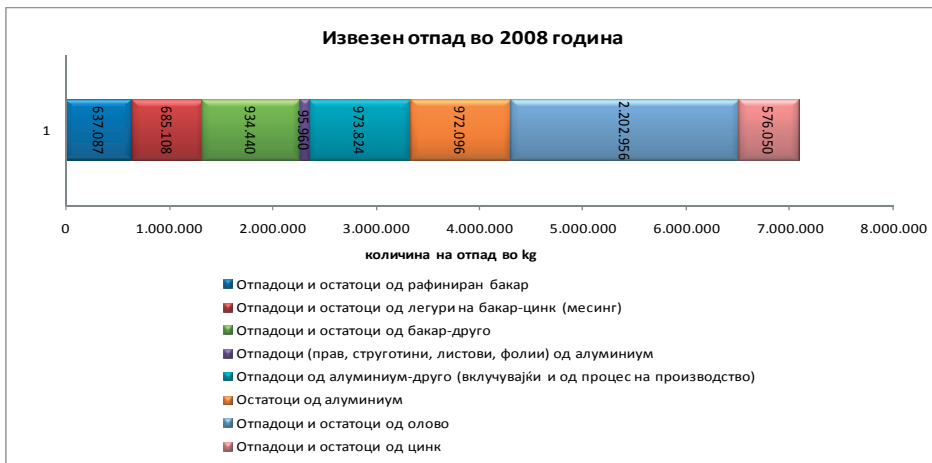 Извезен отпад во 2008 година
1
637.087
685.108
934.440
95.960
973.824
972.096
2.202.956
576.050
0 1.000.000 2.000.000 3.000.000 4.000.000 5.000.000 6.000.000 7.000.000 8.000.000
количина на отпад во kg
Отпадоци и остатоци од рафиниран бакар
Отпадоци и остатоци од легури на бакар-цинк (месинг)
Отпадоци и остатоци од бакар-друго
Отпадоци (прав, струготини, листови, фолии) од алуминиум
Отпадоци од алуминиум-друго (вклучувајќи и од процес на производство)
Остатоци од алуминиум
Отпадоци и остатоци од олово
Отпадоци и остатоци од цинк